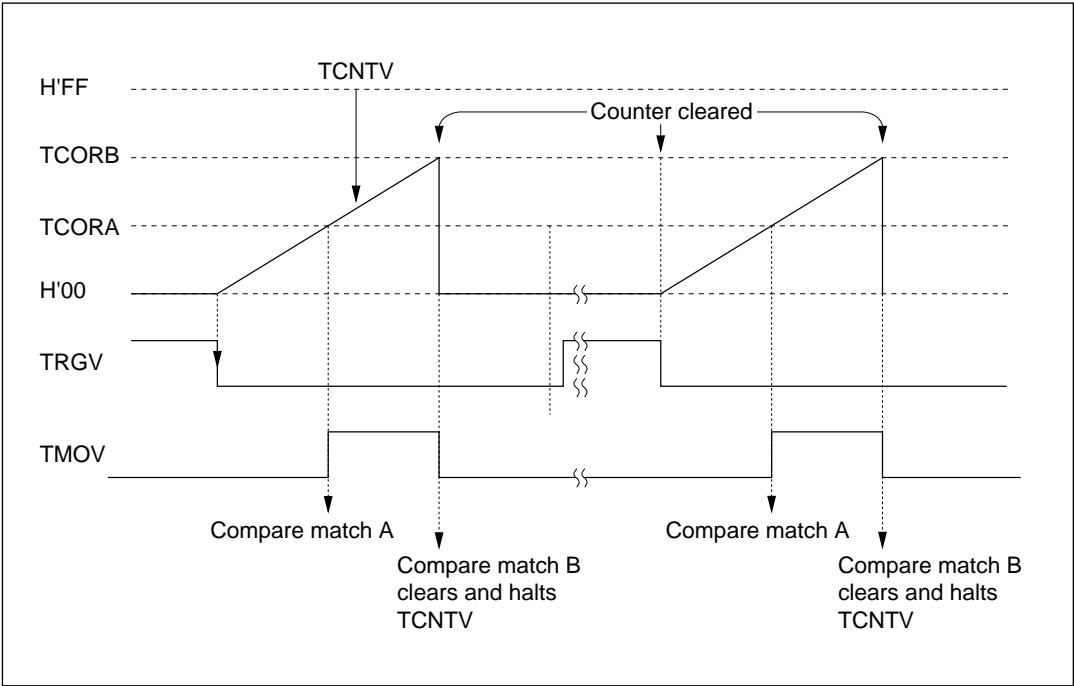 TCNTV
H'FF
Counter cleared
TCORB
TCORA
H'00
TRGV
TMOV
Compare match A
Compare match A
Compare match B
clears and halts
TCNTV
Compare match B
clears and halts
TCNTV